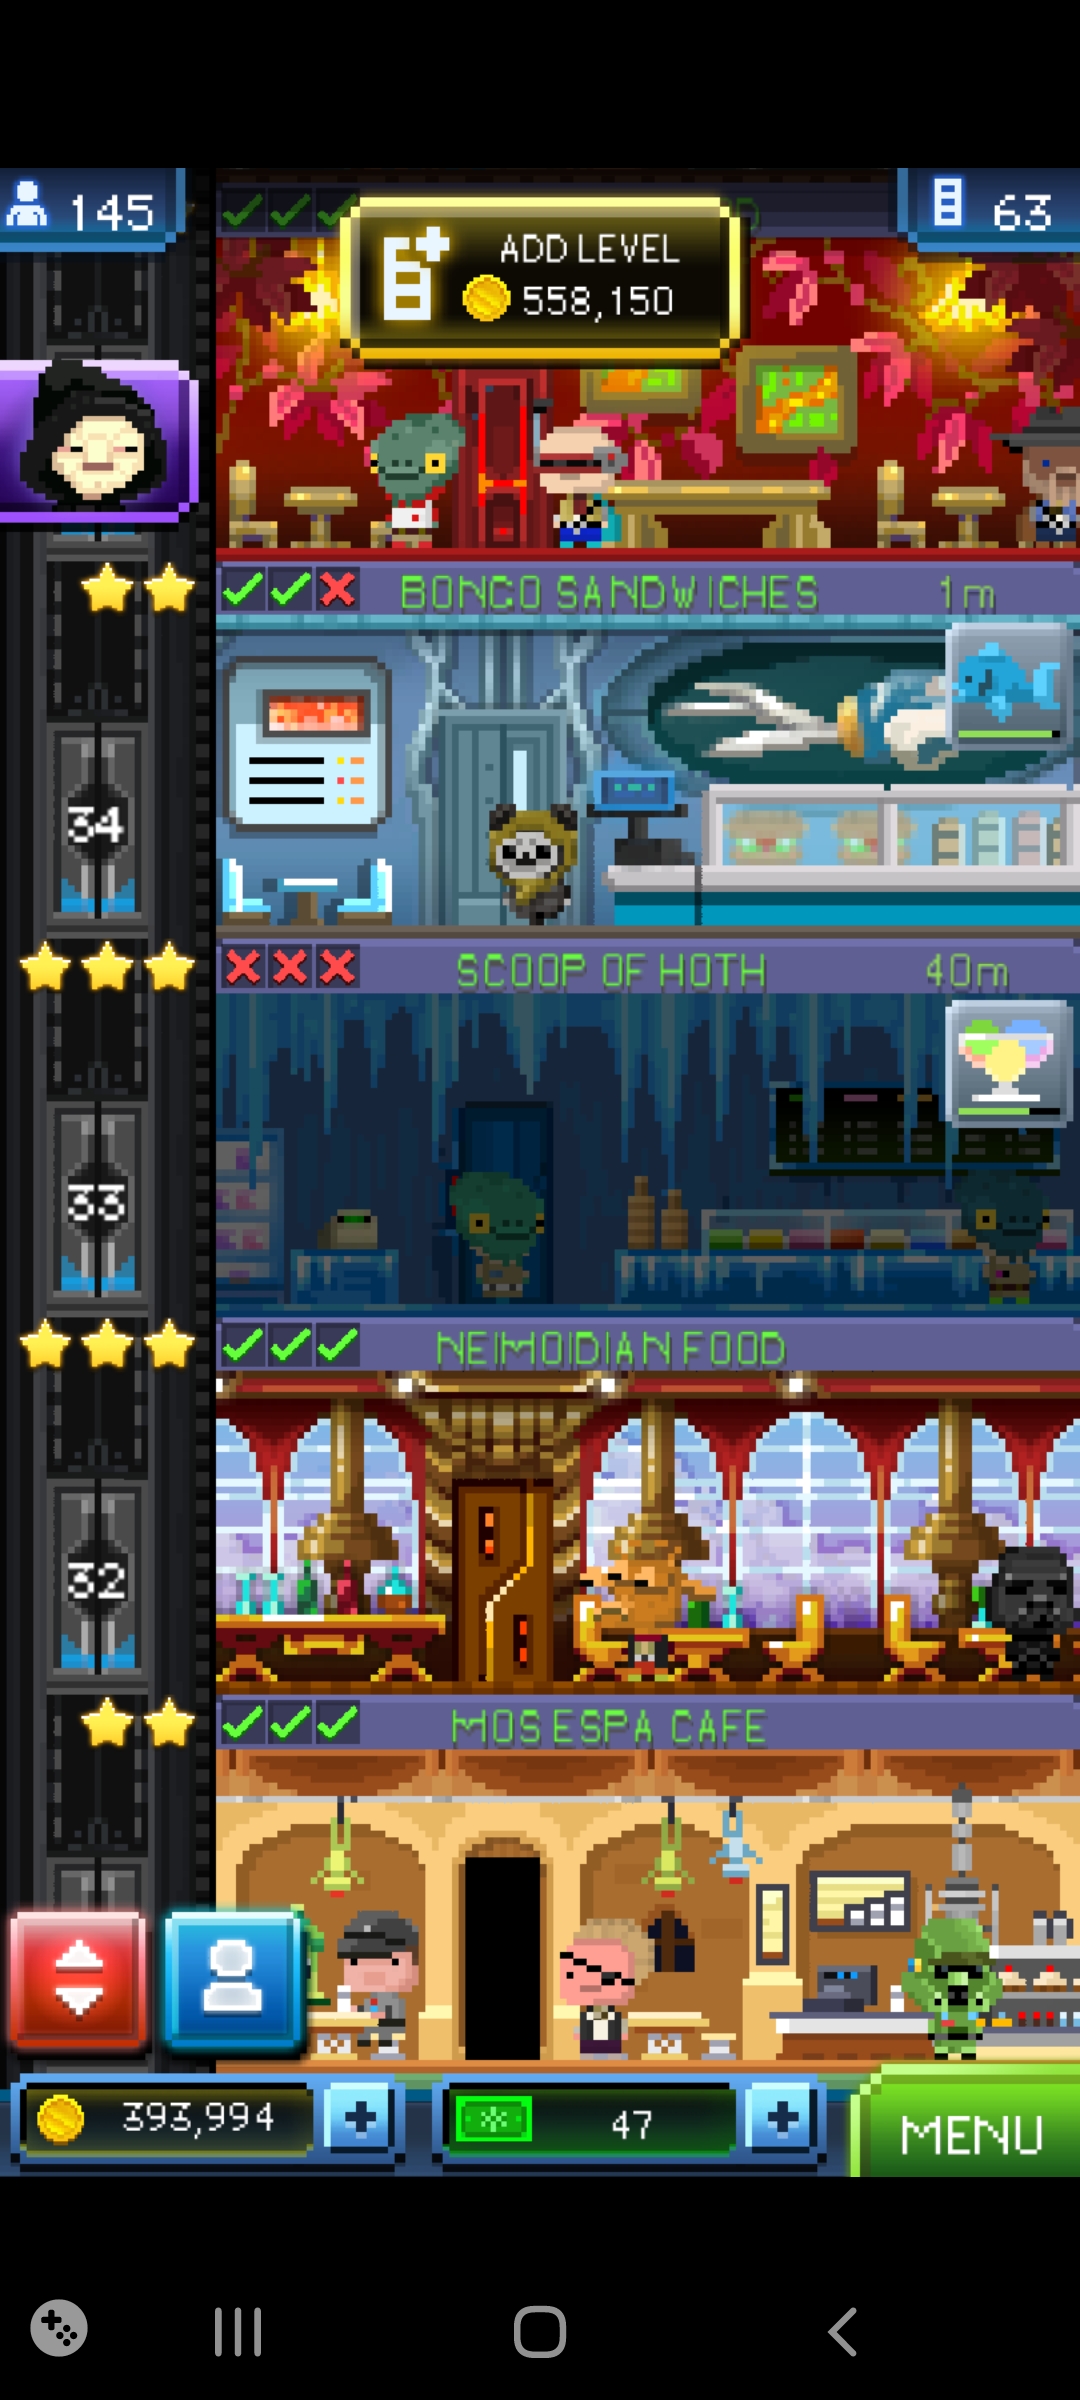 145
63
ADD LEVEL
558,150
BONGO SANDWICHES 1m
34
SCOOP OF HOTH 40m
33
NEIMOIDIAN FOOD
32
MOS ESPA CAFE
393,994
47
MENU